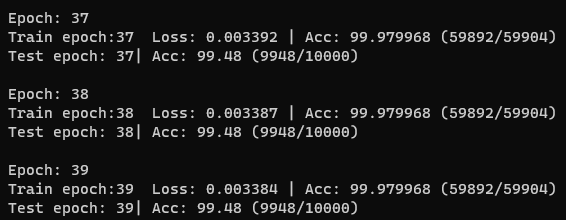 Epoch: 37
Train epoch:37  Loss: 0.003392 | Acc: 99.979968 (59892/59904)
Test epoch: 37| Acc: 99.48 (9948/10000)
Epoch: 38
Train epoch:38  Loss: 0.003387 | Acc: 99.979968 (59892/59904)
Test epoch: 38| Acc: 99.48 (9948/10000)
Epoch: 39
Train epoch:39  Loss: 0.003384 | Acc: 99.979968 (59892/59904)
Test epoch: 39| Acc: 99.48 (9948/10000)